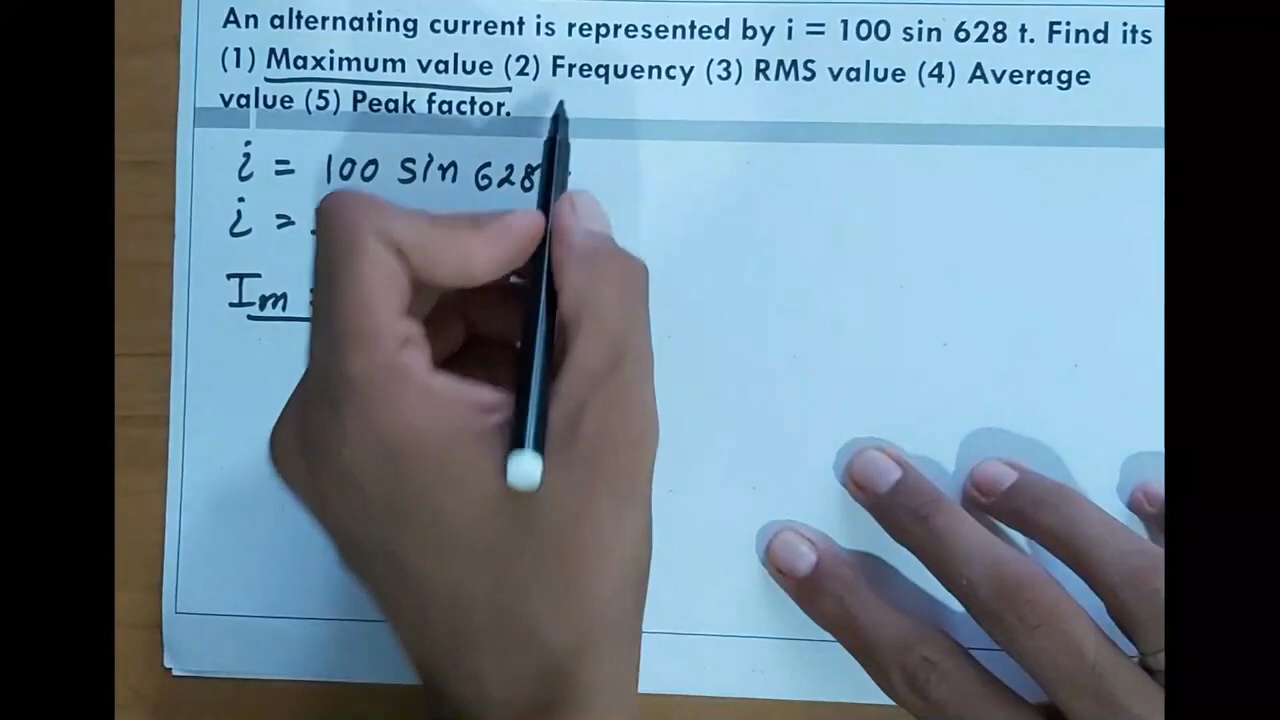 An alternating current is represented by i = 100 sin 628 t. Find its
(1) Maximum value (2) Frequency (3) RMS value (4) Average
value (5) Peak factor.
i = 100 sin 628
i =
Im